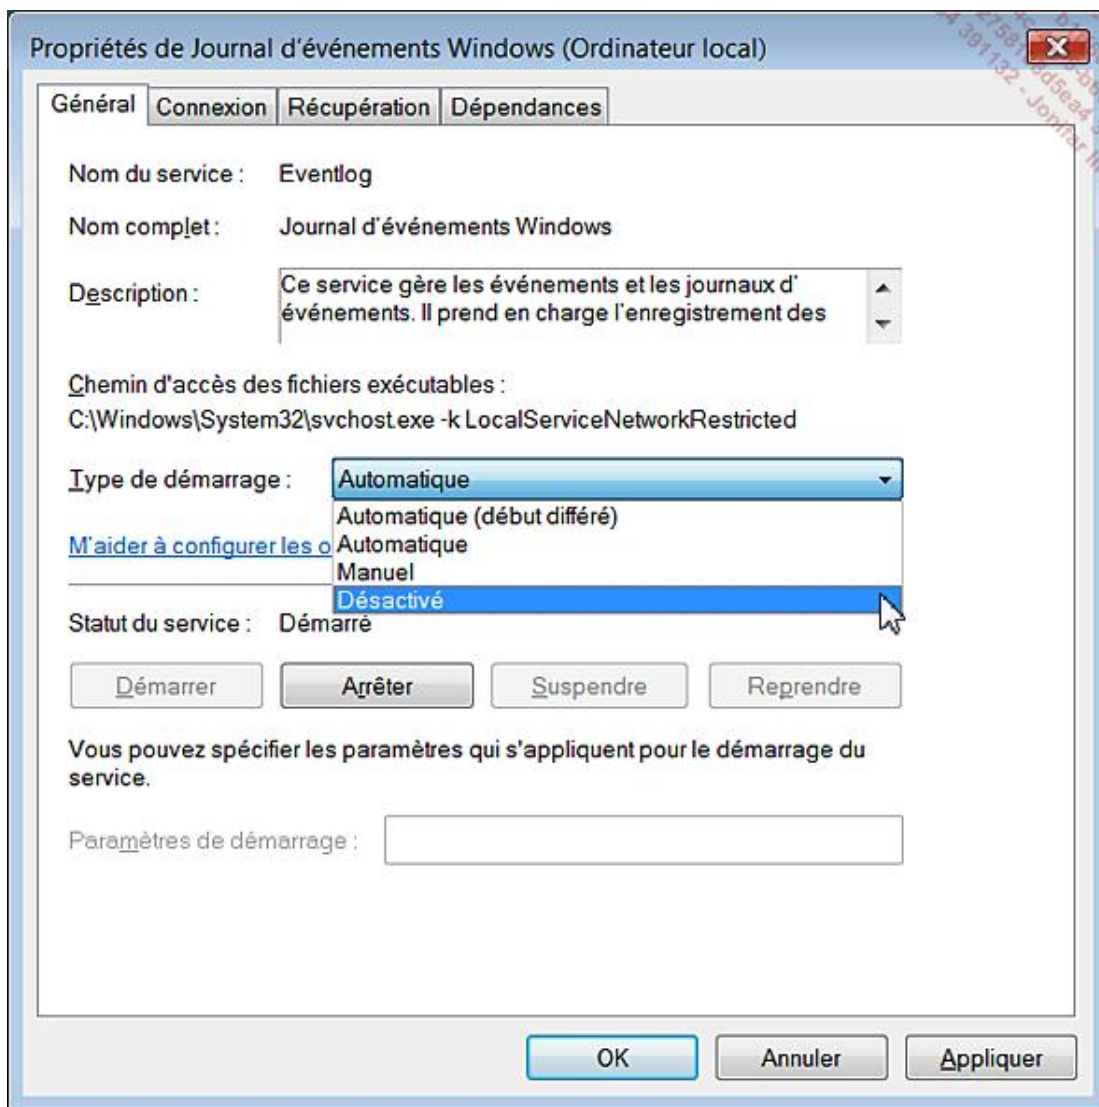 Propriétés de Journal d'événements Windows (Ordinateur local)
Général Connexion Récupération Dépendances
Nom du service : Eventlog
Nom complet : Journal d'événements Windows
Description : Ce service gère les événements et les journaux d'
événements. Il prend en charge l'enregistrement des
Chemin d'accès des fichiers exécutables :
C:\Windows\System32\svchost.exe -k LocalServiceNetworkRestricted
Type de démarrage : Automatique
Automatique (début différé)
M'aider à configurer les o
Automatique
Manuel
Désactivé
Statut du service : Démarré
Démarrer Arrêter Suspendre Reprendre
Vous pouvez spécifier les paramètres qui s'appliquent pour le démarrage du
service.
Paramètres de démarrage :
OK Annuler Appliquer